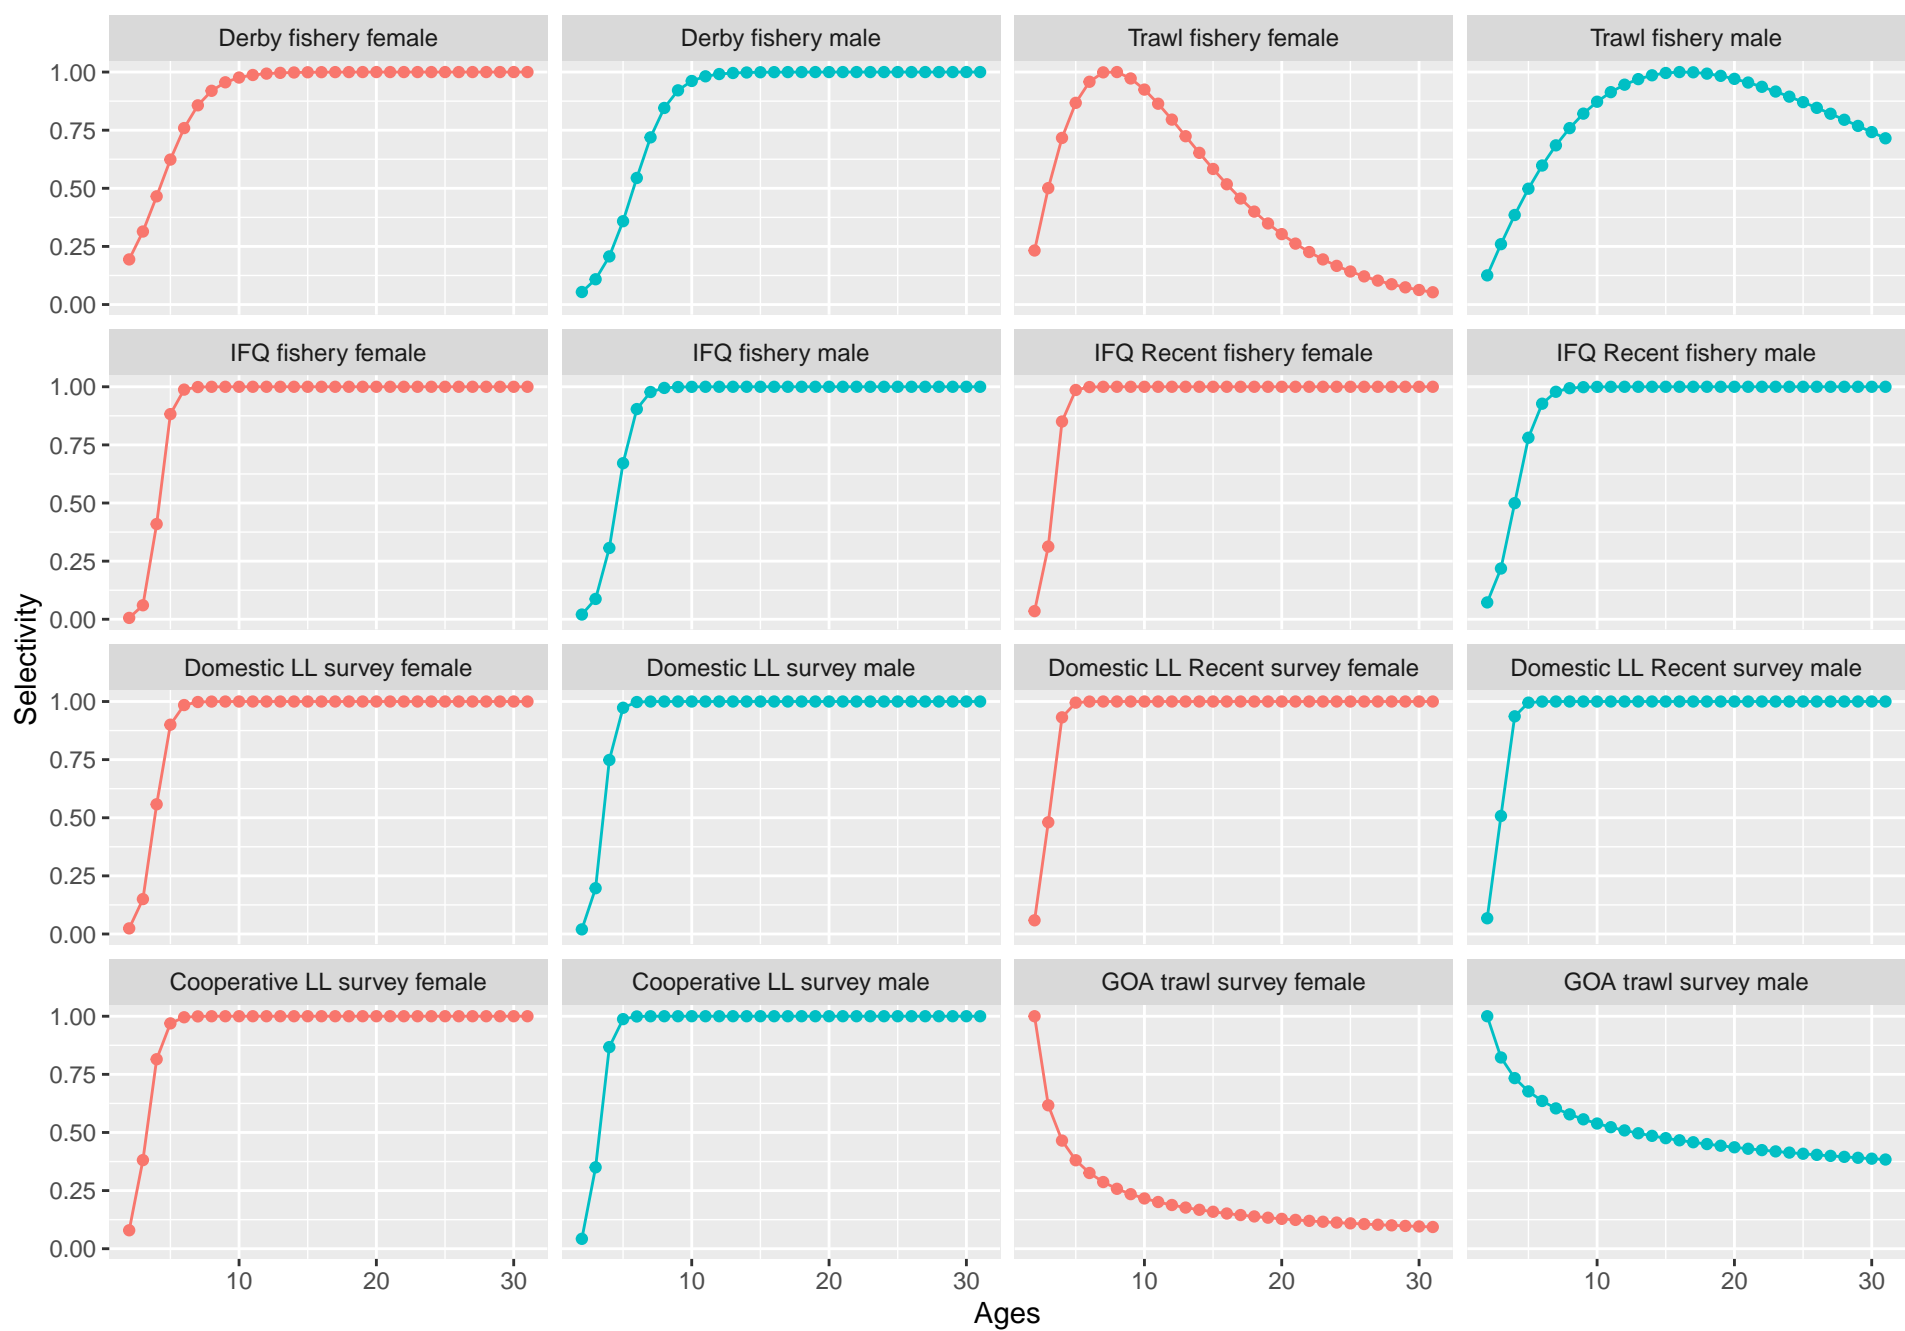 Derby fishery female
Derby fishery male
Trawl fishery female
Trawl fishery male
1.00
0.75
0.50
0.25
0.00
IFQ fishery female
IFQ fishery male
IFQ Recent fishery female
IFQ Recent fishery male
1.00
0.75
0.50
0.25
0.00
Selectivity
Domestic LL survey female
Domestic LL survey male
Domestic LL Recent survey female
Domestic LL Recent survey male
1.00
0.75
0.50
0.25
0.00
Cooperative LL survey female
Cooperative LL survey male
GOA trawl survey female
GOA trawl survey male
1.00
0.75
0.50
0.25
0.00
10 20 30
10 20 30
10 20 30
10 20 30
Ages